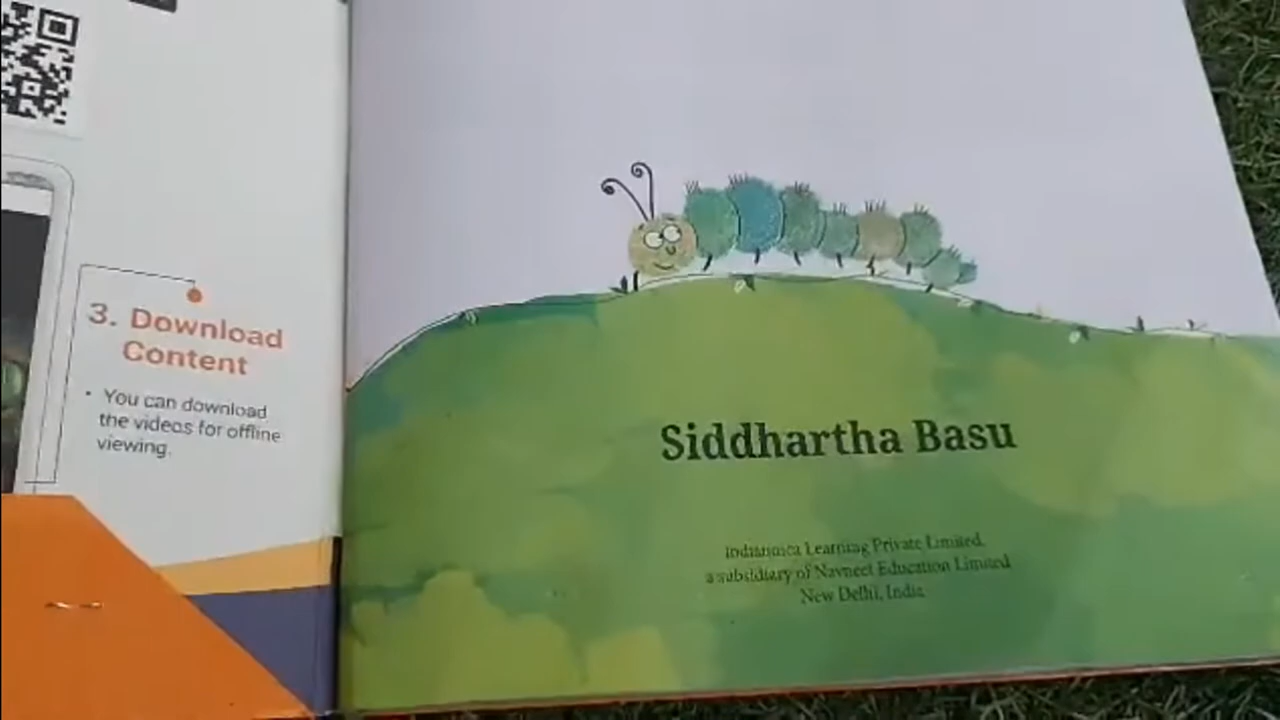 3. Download
Content
• You can download
the videos for offline
viewing.
Siddhartha Basu
Indiannica Learning Private Limited,
a subsidiary of Navneet Education Limited
New Delhi, India